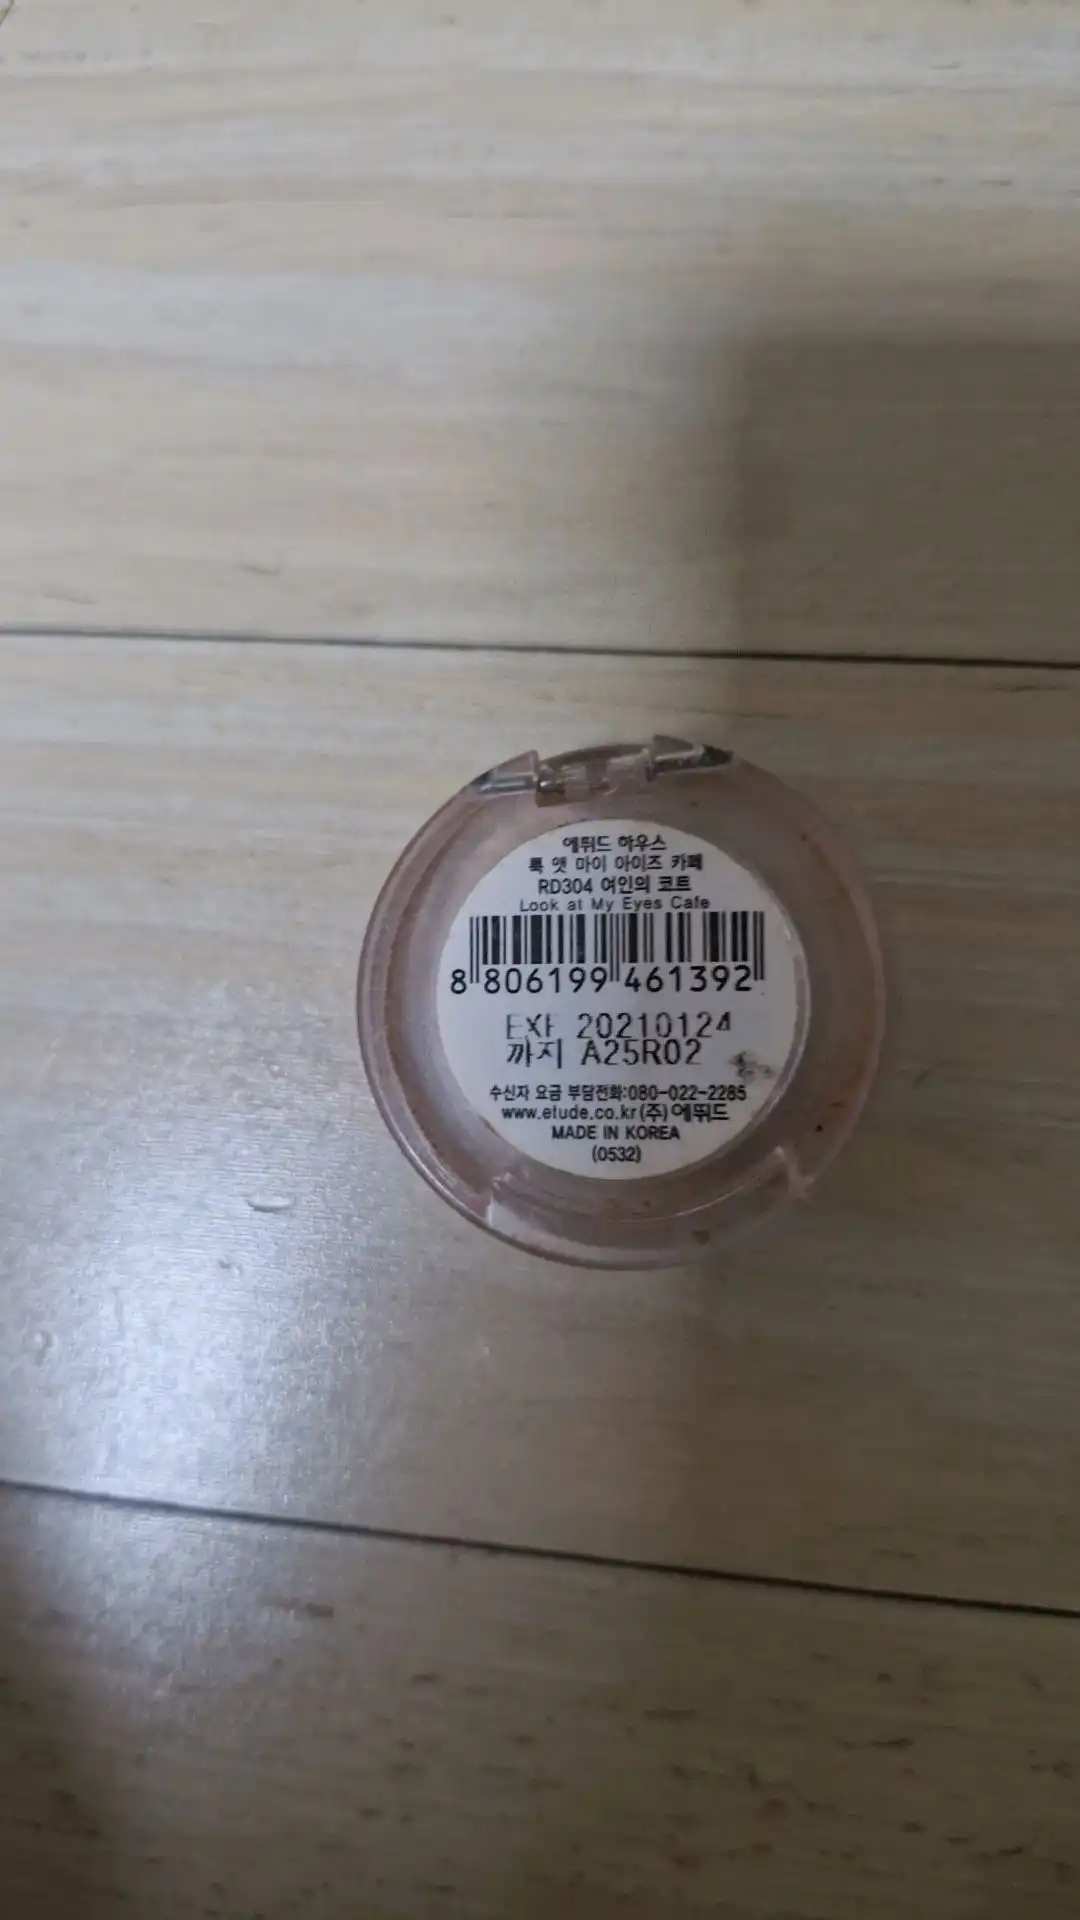 에뛰드 하우스
룩 앳 마이 아이즈 카페
RD304 여인의 코트
Look at My Eyes Cafe
8 806199 461392
EXP 20210124
까지 A25R02
수신자 요금 부담전화:080-022-2285
www.etude.co.kr(주)에뛰드
MADE IN KOREA
(0532)